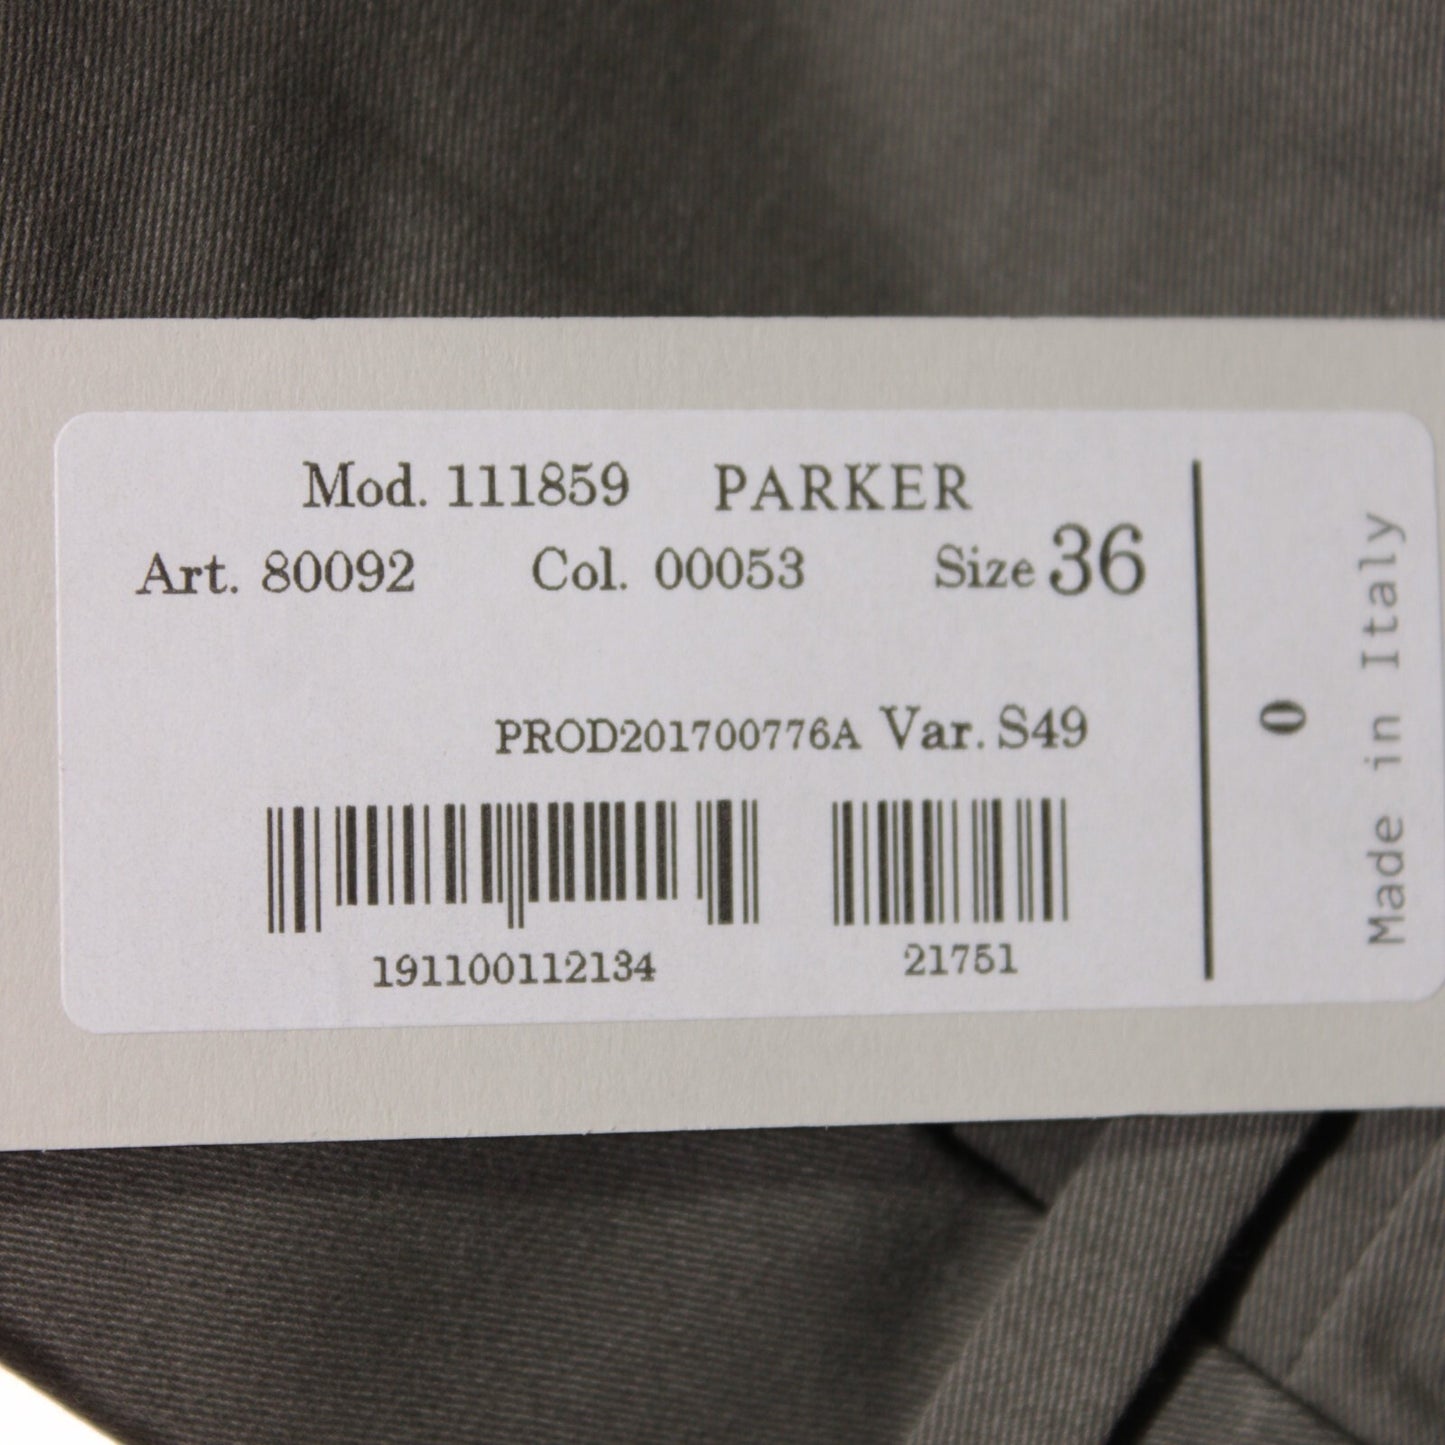 Mod. 111859 PARKER
Art. 80092 Col. 00053 Size 36
PROD201700776A Var. S49
191100112134 21751
0
Made in Italy